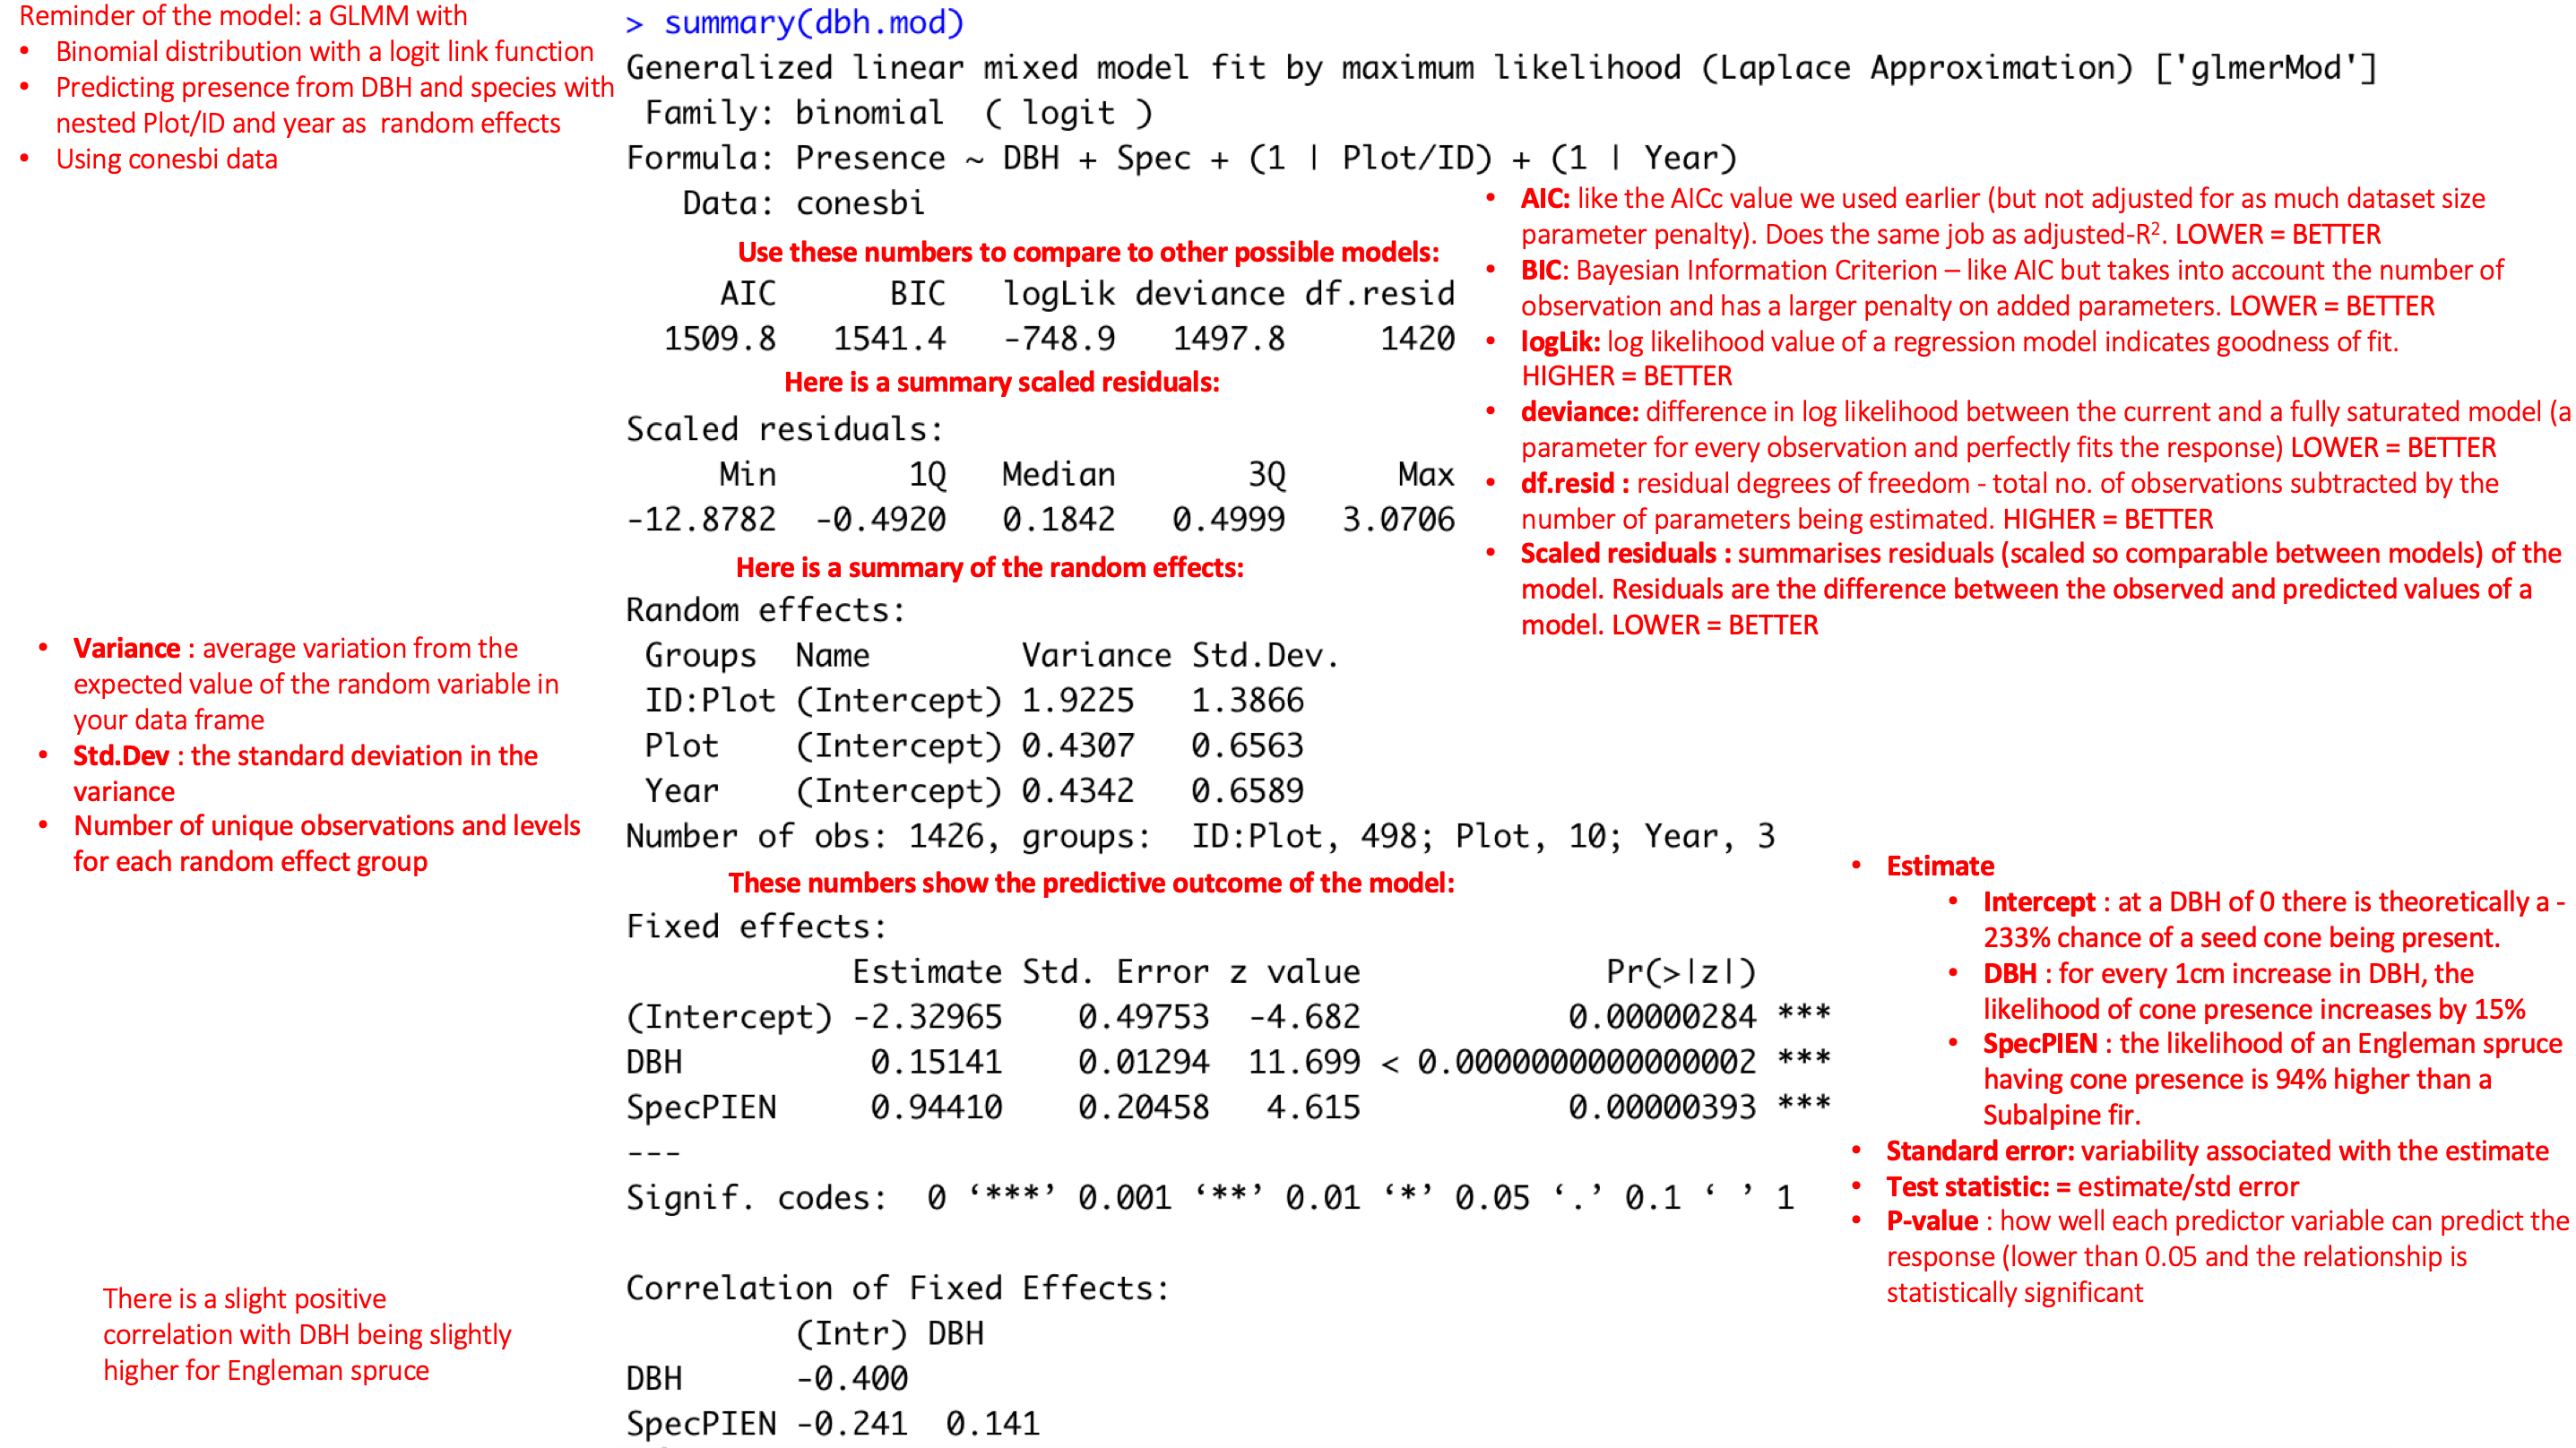 Reminder of the model: a GLMM with
• Binomial distribution with a logit link function
• Predicting presence from DBH and species with
nested Plot/ID and year as random effects
• Using conesbi data
> summary(dbh.mod)
Generalized linear mixed model fit by maximum likelihood (Laplace Approximation) ['glmerMod']
Family: binomial ( logit )
Formula: Presence ~ DBH + Spec + (1 | Plot/ID) + (1 | Year)
Data: conesbi
Use these numbers to compare to other possible models:
AIC BIC logLik deviance df.resid
1509.8 1541.4 -748.9 1497.8 1420
Here is a summary scaled residuals:
Scaled residuals:
Min 1Q Median 3Q Max
-12.8782 -0.4920 0.1842 0.4999 3.0706
• AIC: like the AICc value we used earlier (but not adjusted for as much dataset size
parameter penalty). Does the same job as adjusted-R². LOWER = BETTER
• BIC: Bayesian Information Criterion – like AIC but takes into account the number of
observation and has a larger penalty on added parameters. LOWER = BETTER
• logLik: log likelihood value of a regression model indicates goodness of fit.
HIGHER = BETTER
• deviance: difference in log likelihood between the current and a fully saturated model (a
parameter for every observation and perfectly fits the response) LOWER = BETTER
• df.resid : residual degrees of freedom - total no. of observations subtracted by the
number of parameters being estimated. HIGHER = BETTER
• Scaled residuals : summarises residuals (scaled so comparable between models) of the
model. Residuals are the difference between the observed and predicted values of a
model. LOWER = BETTER
Here is a summary of the random effects:
Random effects:
Groups Name Variance Std.Dev.
ID:Plot (Intercept) 1.9225 1.3866
Plot (Intercept) 0.4307 0.6563
Year (Intercept) 0.4342 0.6589
Number of obs: 1426, groups: ID:Plot, 498; Plot, 10; Year, 3
• Variance : average variation from the
expected value of the random variable in
your data frame
• Std.Dev : the standard deviation in the
variance
• Number of unique observations and levels
for each random effect group
These numbers show the predictive outcome of the model:
Fixed effects:
Estimate Std. Error z value Pr(>|z|)
(Intercept) -2.32965 0.49753 -4.682 0.00000284 ***
DBH 0.15141 0.01294 11.699 < 0.0000000000000002 ***
SpecPIEN 0.94410 0.20458 4.615 0.00000393 ***
---
Signif. codes: 0 ‘***’ 0.001 ‘**’ 0.01 ‘*’ 0.05 ‘.’ 0.1 ‘ ’ 1
• Estimate
• Intercept : at a DBH of 0 there is theoretically a -
233% chance of a seed cone being present.
• DBH : for every 1cm increase in DBH, the
likelihood of cone presence increases by 15%
• SpecPIEN : the likelihood of an Engleman spruce
having cone presence is 94% higher than a
Subalpine fir.
• Standard error: variability associated with the estimate
• Test statistic: = estimate/std error
• P-value : how well each predictor variable can predict the
response (lower than 0.05 and the relationship is
statistically significant
Correlation of Fixed Effects:
(Intr) DBH
DBH -0.400
SpecPIEN -0.241 0.141
There is a slight positive
correlation with DBH being slightly
higher for Engleman spruce